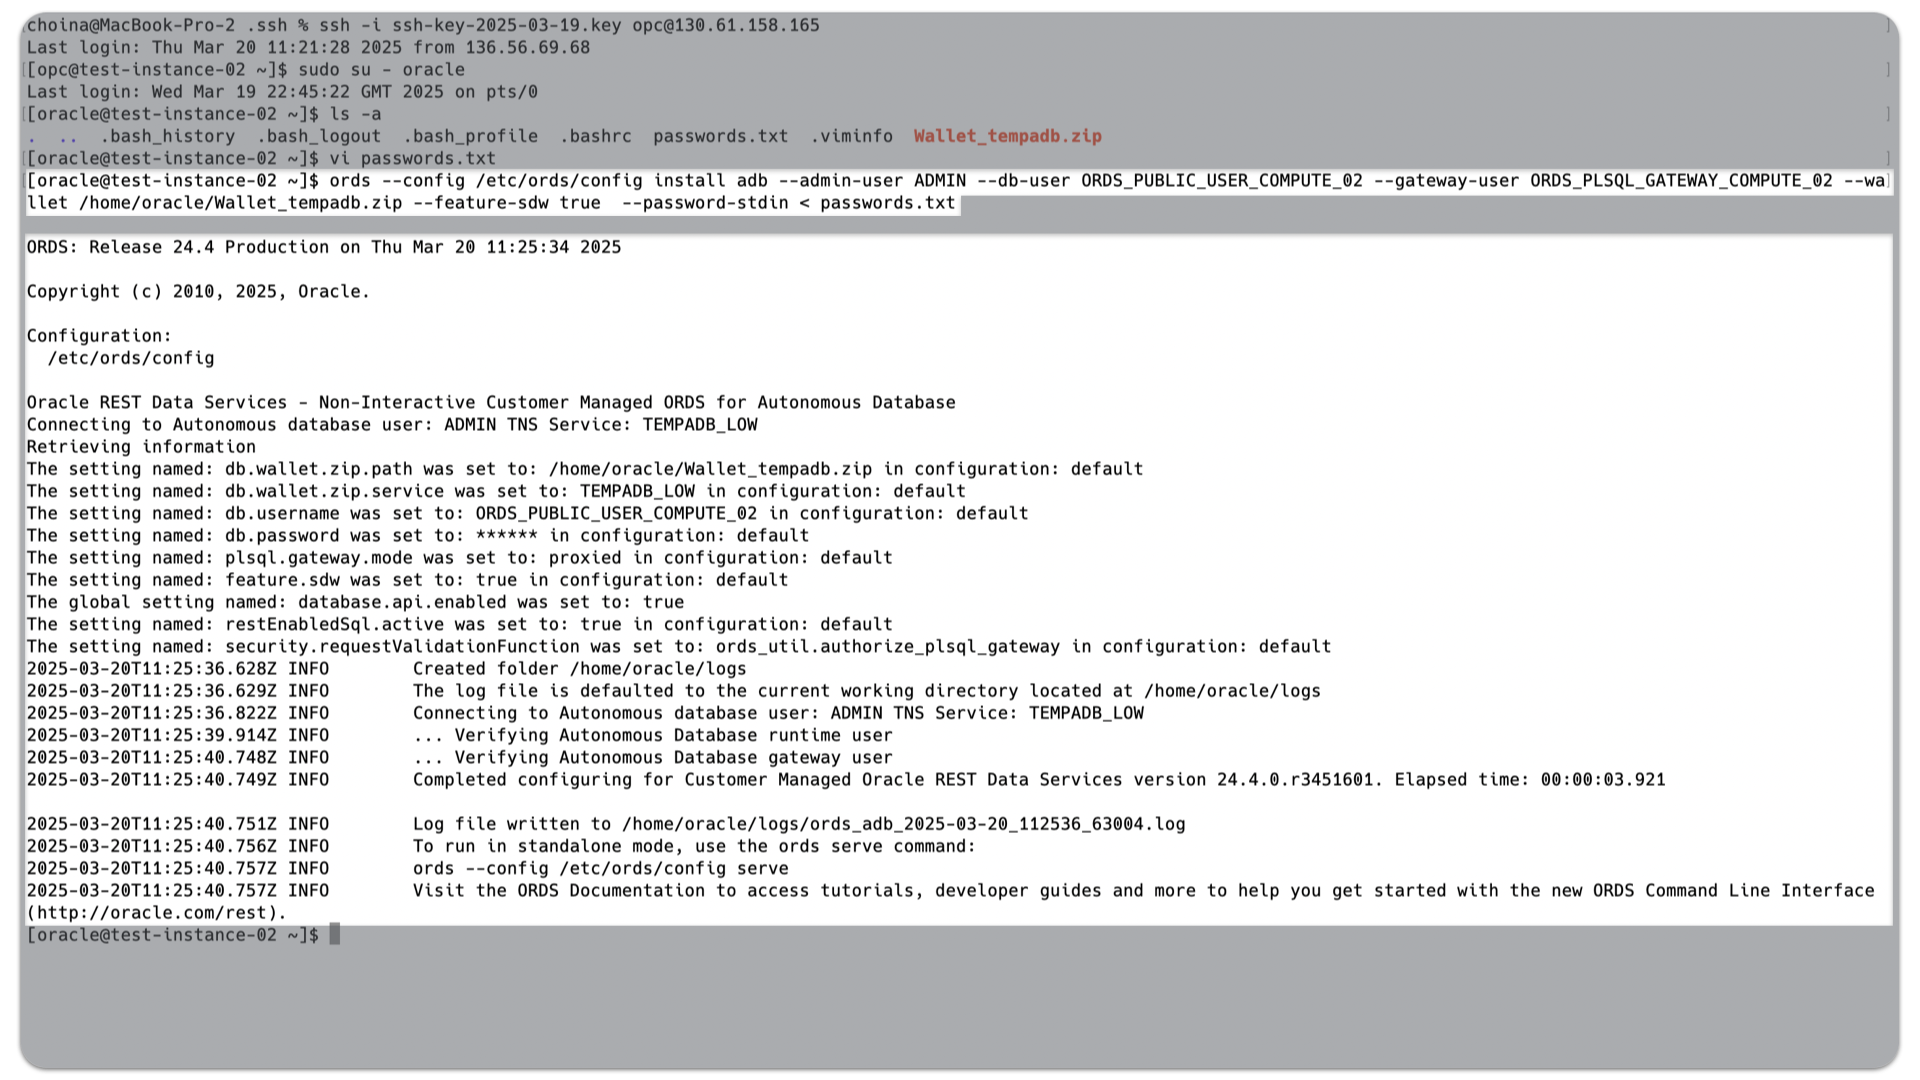 choina@MacBook-Pro-2 .ssh % ssh -i ssh-key-2025-03-19.key opc@130.61.158.165
Last login: Thu Mar 20 11:21:28 2025 from 136.56.69.68
[opc@test-instance-02 ~]$ sudo su - oracle
Last login: Wed Mar 19 22:45:22 GMT 2025 on pts/0
[oracle@test-instance-02 ~]$ ls -a
.  ..  .bash_history  .bash_logout  .bash_profile  .bashrc  passwords.txt  .viminfo  Wallet_tempadb.zip
[oracle@test-instance-02 ~]$ vi passwords.txt
[oracle@test-instance-02 ~]$ ords --config /etc/ords/config install adb --admin-user ADMIN --db-user ORDS_PUBLIC_USER_COMPUTE_02 --gateway-user ORDS_PLSQL_GATEWAY_COMPUTE_02 --wa
llet /home/oracle/Wallet_tempadb.zip --feature-sdw true  --password-stdin < passwords.txt
ORDS: Release 24.4 Production on Thu Mar 20 11:25:34 2025
Copyright (c) 2010, 2025, Oracle.
Configuration:
  /etc/ords/config
Oracle REST Data Services - Non-Interactive Customer Managed ORDS for Autonomous Database
Connecting to Autonomous database user: ADMIN TNS Service: TEMPADB_LOW
Retrieving information
The setting named: db.wallet.zip.path was set to: /home/oracle/Wallet_tempadb.zip in configuration: default
The setting named: db.wallet.zip.service was set to: TEMPADB_LOW in configuration: default
The setting named: db.username was set to: ORDS_PUBLIC_USER_COMPUTE_02 in configuration: default
The setting named: db.password was set to: ****** in configuration: default
The setting named: plsql.gateway.mode was set to: proxied in configuration: default
The setting named: feature.sdw was set to: true in configuration: default
The global setting named: database.api.enabled was set to: true
The setting named: restEnabledSql.active was set to: true in configuration: default
The setting named: security.requestValidationFunction was set to: ords_util.authorize_plsql_gateway in configuration: default
2025-03-20T11:25:36.628Z INFO        Created folder /home/oracle/logs
2025-03-20T11:25:36.629Z INFO        The log file is defaulted to the current working directory located at /home/oracle/logs
2025-03-20T11:25:36.822Z INFO        Connecting to Autonomous database user: ADMIN TNS Service: TEMPADB_LOW
2025-03-20T11:25:39.914Z INFO        ... Verifying Autonomous Database runtime user
2025-03-20T11:25:40.748Z INFO        ... Verifying Autonomous Database gateway user
2025-03-20T11:25:40.749Z INFO        Completed configuring for Customer Managed Oracle REST Data Services version 24.4.0.r3451601. Elapsed time: 00:00:03.921
2025-03-20T11:25:40.751Z INFO        Log file written to /home/oracle/logs/ords_adb_2025-03-20_112536_63004.log
2025-03-20T11:25:40.756Z INFO        To run in standalone mode, use the ords serve command:
2025-03-20T11:25:40.757Z INFO        ords --config /etc/ords/config serve
2025-03-20T11:25:40.757Z INFO        Visit the ORDS Documentation to access tutorials, developer guides and more to help you get started with the new ORDS Command Line Interface
(http://oracle.com/rest).
[oracle@test-instance-02 ~]$